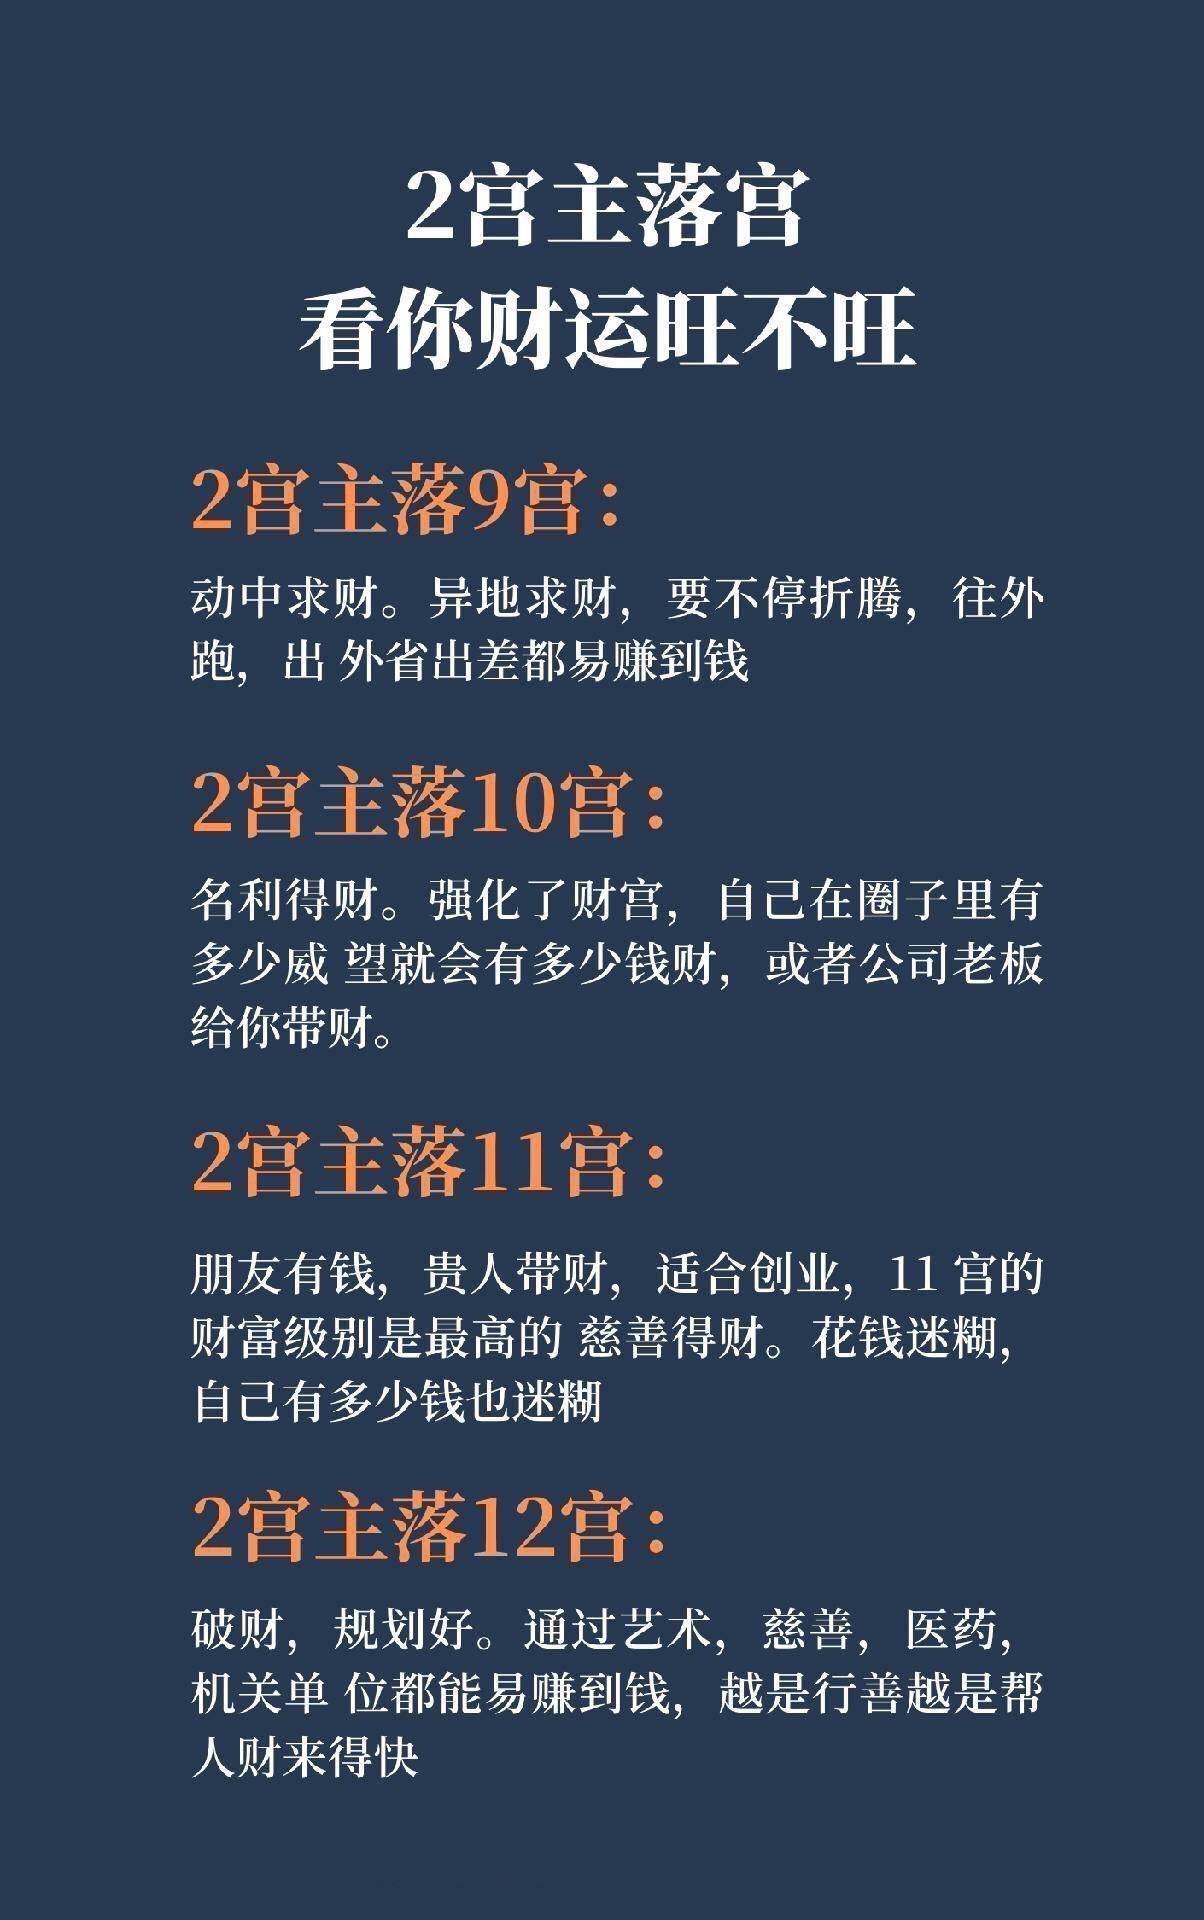 2宫主落宫
看你财运旺不旺
2宫主落9宫：
动中求财。异地求财，要不停折腾，往外
跑，出 外省出差都易赚到钱
2宫主落10宫：
名利得财。强化了财宫，自己在圈子里有
多少威 望就会有多少钱财，或者公司老板
给你带财。
2宫主落11宫：
朋友有钱，贵人带财，适合创业，11 宫的
财富级别是最高的 慈善得财。花钱迷糊，
自己有多少钱也迷糊
2宫主落12宫：
破财，规划好。通过艺术，慈善，医药，
机关单 位都能易赚到钱，越是行善越是帮
人财来得快